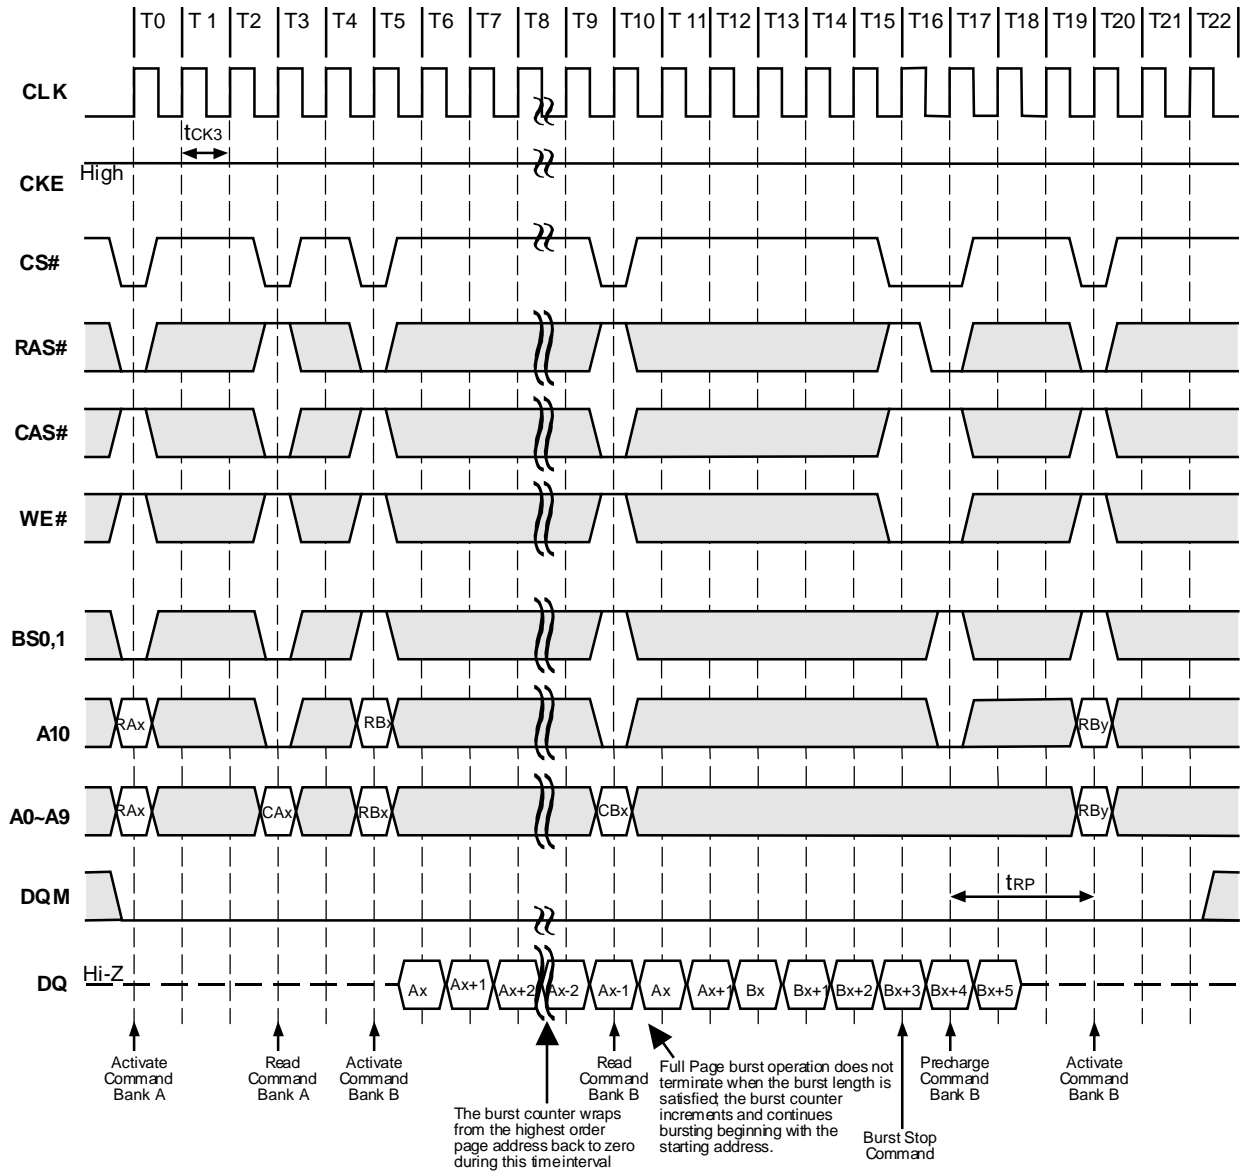 T0 T 1 T2 T3 T4 T5 T6 T7 T8 T9 T10 T 11 T12 T13 T14 T15 T16 T17 T18 T19 T20 T21 T22
CLK
tCK3
High
CKE
CS#
RAS#
CAS#
WE#
BS0,1
A10
RAx RBx RBy
A0~A9
RAx CAx RBx CBx RBy
DQM
tRP
DQ
Hi-Z
Ax Ax+1 Ax+2 Ax-2 Ax-1 Ax Ax+1 Bx Bx+1 Bx+2 Bx+3 Bx+4 Bx+5
Activate
Command
Bank A
Read
Command
Bank A
Activate
Command
Bank B
The burst counter wraps
from the highest order
page address back to zero
during this time interval
Read
Command
Bank B
Full Page burst operation does not
terminate when the burst length is
satisfied; the burst counter
increments and continues
bursting beginning with the
starting address.
Burst Stop
Command
Precharge
Command
Bank B
Activate
Command
Bank B